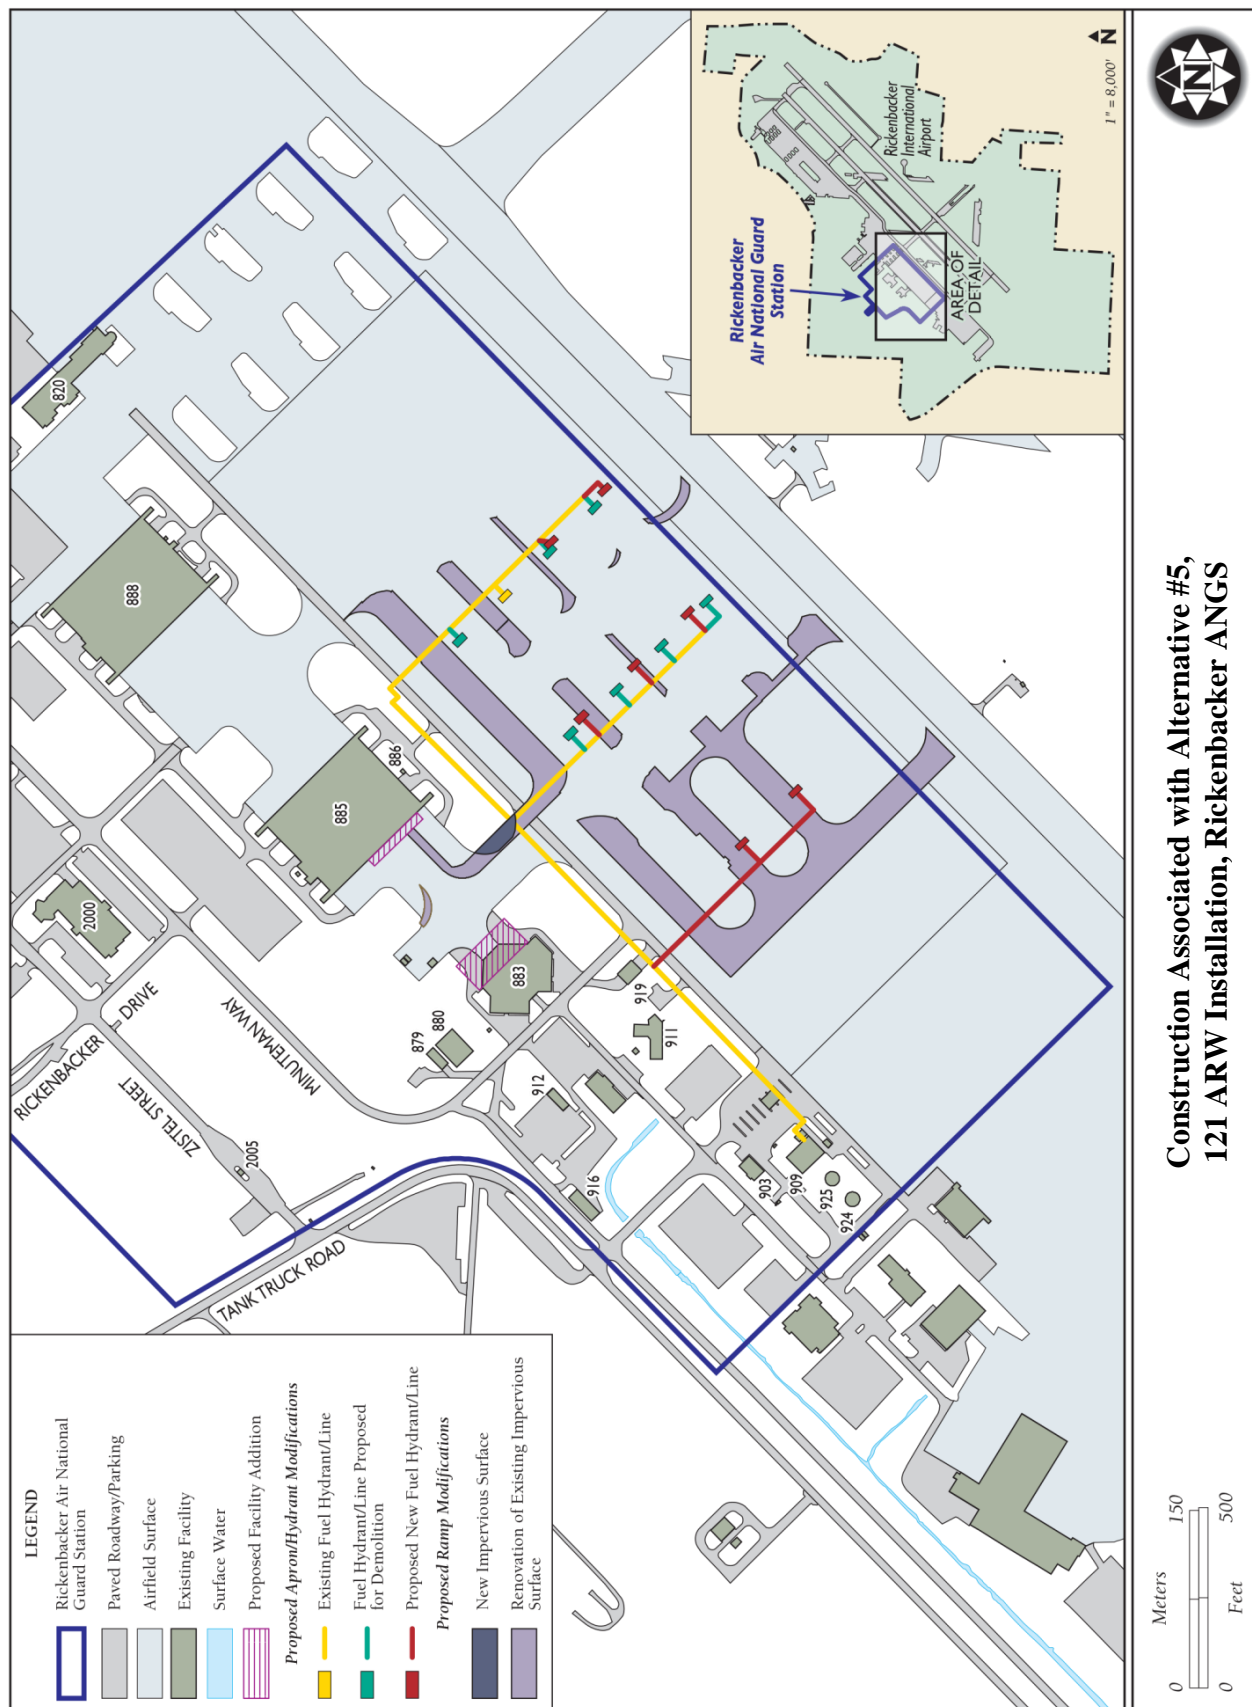 LEGEND
Rickenbacker Air National
Guard Station
Paved Roadway/Parking
Airfield Surface
Existing Facility
Surface Water
Proposed Facility Addition
Proposed Apron/Hydrant Modifications
Existing Fuel Hydrant/Line
Fuel Hydrant/Line Proposed
for Demolition
Proposed New Fuel Hydrant/Line
Proposed Ramp Modifications
New Impervious Surface
Renovation of Existing Impervious
Surface
TANK TRUCK ROAD
ZISTEL STREET
RICKENBACKER DRIVE
MINUTEMAN WAY
2005
2000
820
888
885
886
883
879
880
912
916
919
911
903
909
925
924
Rickenbacker
Air National Guard
Station
Rickenbacker
International
Airport
AREA OF
DETAIL
N
1" = 8,000'
Meters
0 150
0 500
Feet
Construction Associated with Alternative #5,
121 ARW Installation, Rickenbacker ANGS
N